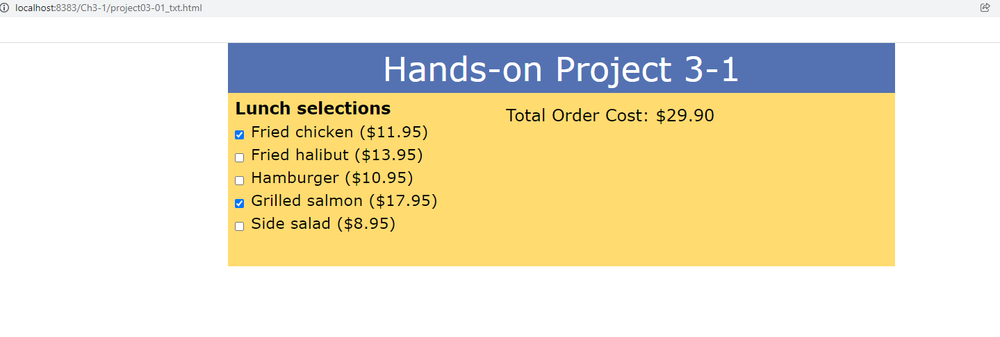 localhost:8383/Ch3-1/project03-01_txt.html
Hands-on Project 3-1
Lunch selections
Fried chicken ($11.95)
Fried halibut ($13.95)
Hamburger ($10.95)
Grilled salmon ($17.95)
Side salad ($8.95)
Total Order Cost: $29.90